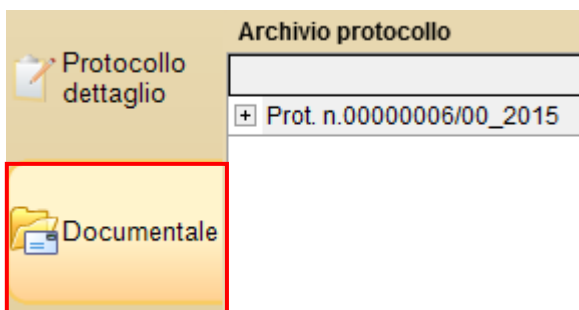 Archivio protocollo
Protocollo
dettaglio
Prot. n.00000006/00_2015
Documentale